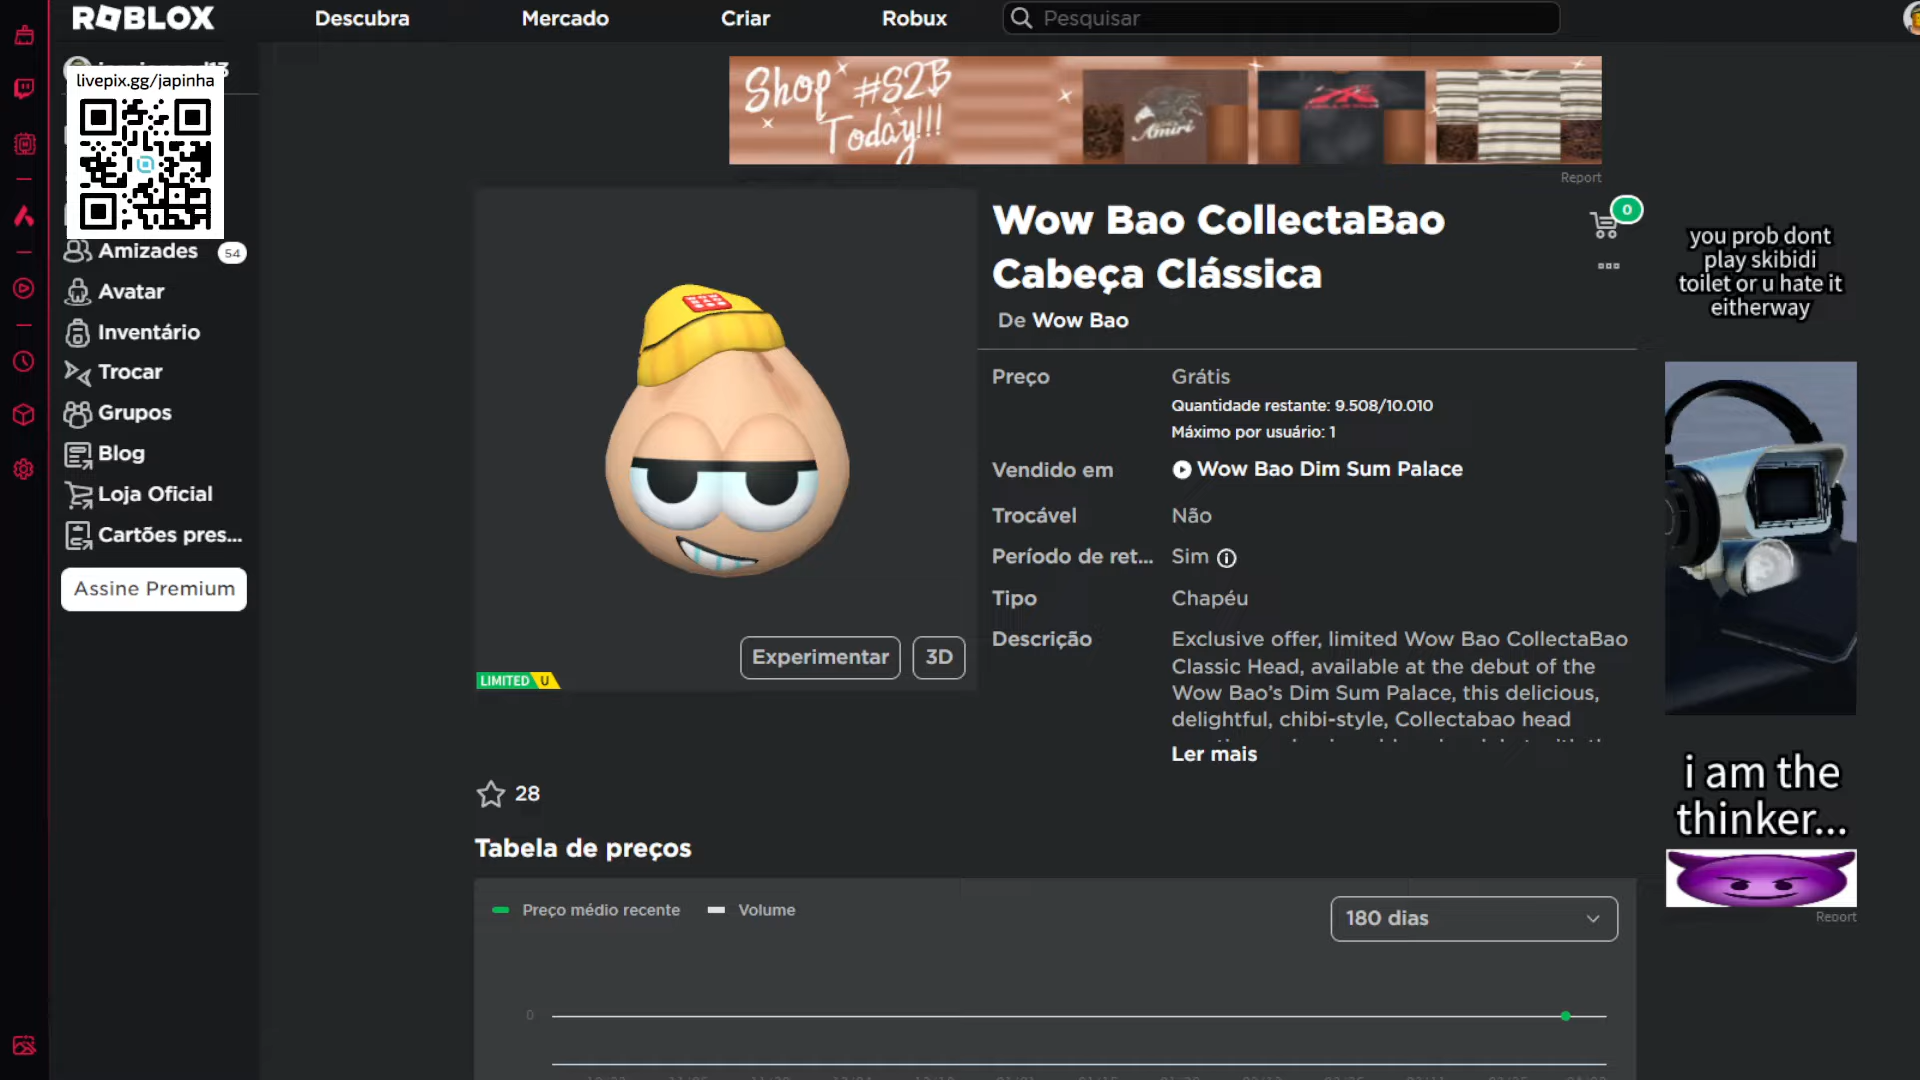 ROBLOX
Descubra
Mercado
Criar
Robux
Pesquisar
livepix.gg/japinha
Amizades
54
Avatar
Inventário
Trocar
Grupos
Blog
Loja Oficial
Cartões pres...
Assine Premium
Shop #S2B
Today!!!
Amiri
Report
Wow Bao CollectaBao
Cabeça Clássica
De Wow Bao
0
Preço
Grátis
Quantidade restante: 9.508/10.010
Máximo por usuário: 1
Vendido em
Wow Bao Dim Sum Palace
Trocável
Não
Período de ret...
Sim
Tipo
Chapéu
Descrição
Exclusive offer, limited Wow Bao CollectaBao
Classic Head, available at the debut of the
Wow Bao’s Dim Sum Palace, this delicious,
delightful, chibi-style, Collectabao head
Ler mais
Experimentar
3D
LIMITED U
28
Tabela de preços
Preço médio recente
Volume
180 dias
0
you prob dont
play skibidi
toilet or u hate it
eitherway
i am the
thinker...
Report